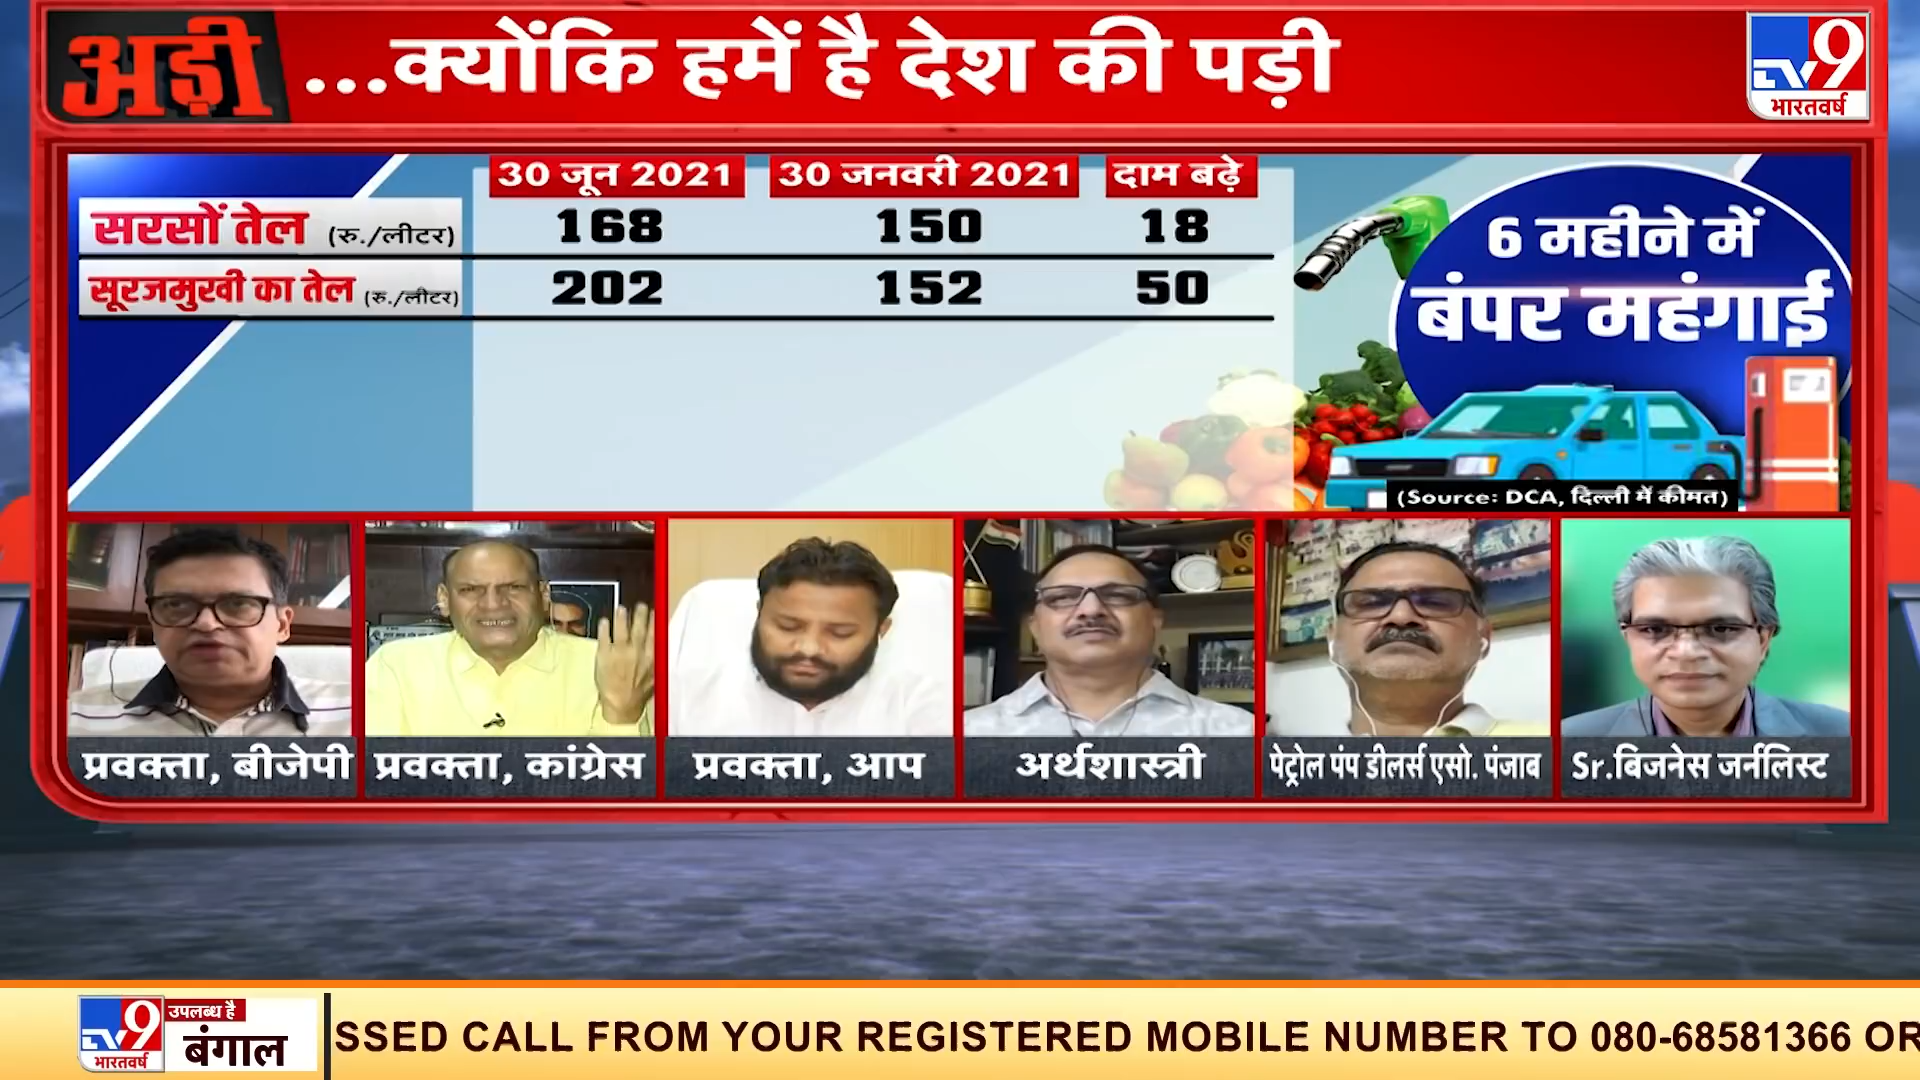 अड़ी
...क्योंकि हमें है देश की पड़ी
TV9
भारतवर्ष
30 जून 2021 30 जनवरी 2021 दाम बढ़े
सरसों तेल (रु./लीटर) 168 150 18
सूरजमुखी का तेल (रु./लीटर) 202 152 50
6 महीने में
बंपर महंगाई
(Source: DCA, दिल्ली में कीमत)
प्रवक्ता, बीजेपी
प्रवक्ता, कांग्रेस
प्रवक्ता, आप
अर्थशास्त्री
पेट्रोल पंप डीलर्स एसो. पंजाब
Sr.बिजनेस जर्नलिस्ट
TV9
भारतवर्ष
उपलब्ध है
बंगाल
SSED CALL FROM YOUR REGISTERED MOBILE NUMBER TO 080-68581366 OR